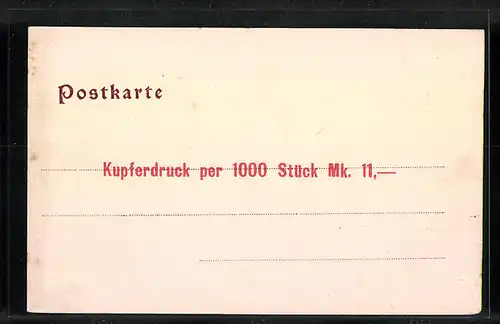 Postkarte
Kupferdruck per 1000 Stück Mk. 11,—